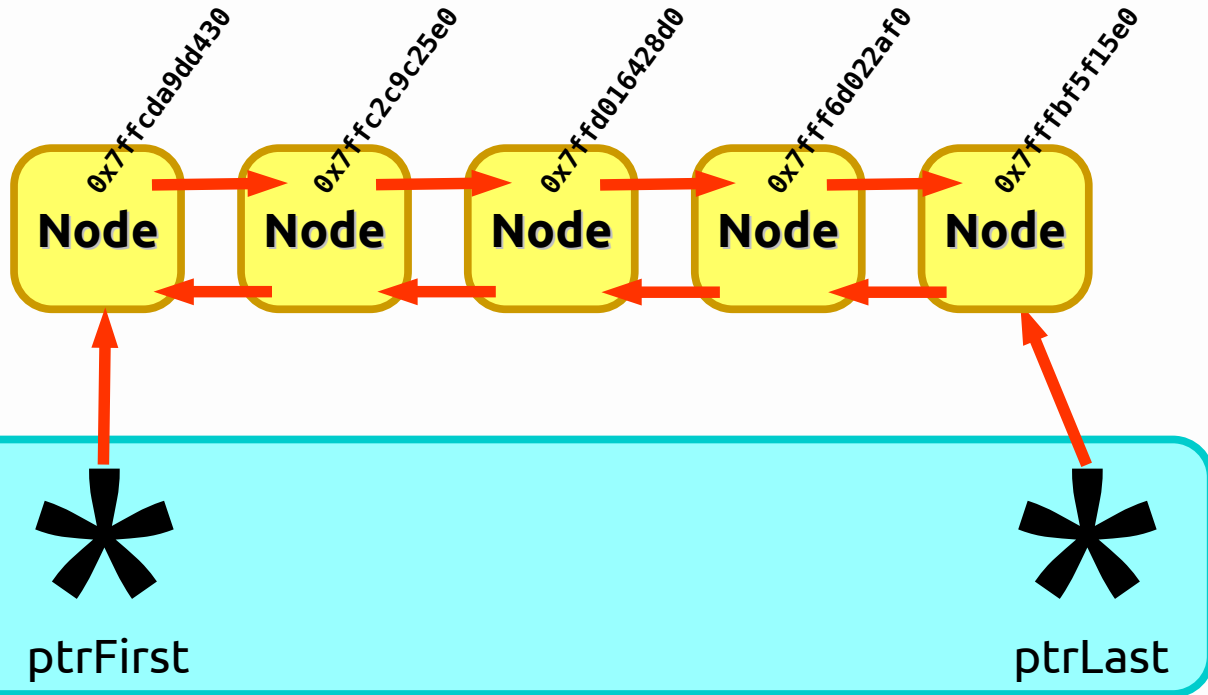 0x7ffcda9dd430
0x7ffc2c9c25e0
0x7ffd016428d0
0x7fff6d022af0
0x7fffbf5f15e0
Node
Node
Node
Node
Node
*
*
ptrFirst
ptrLast